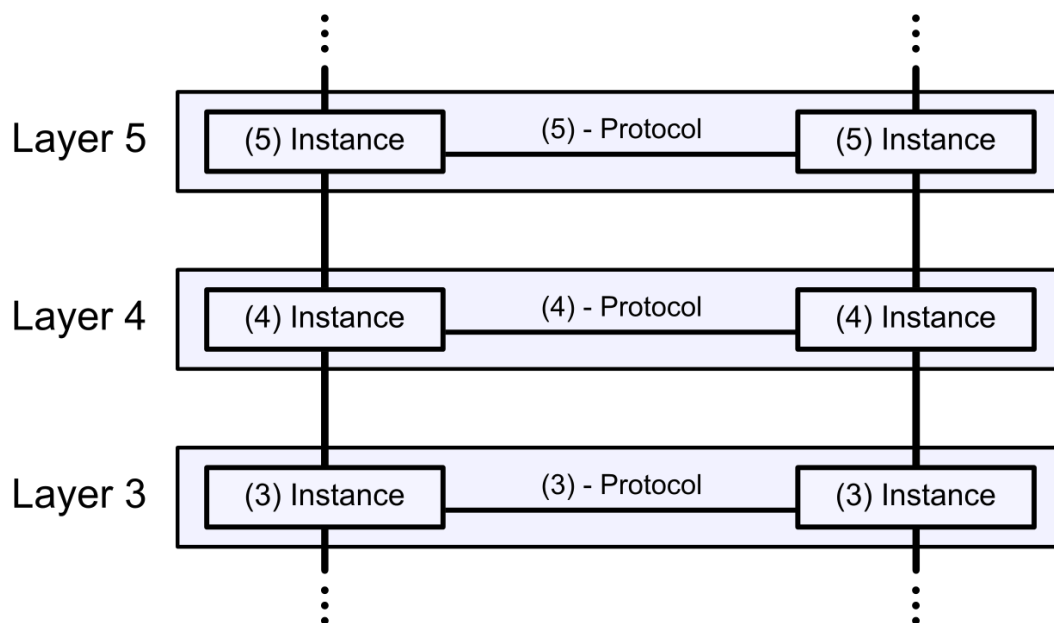 Layer 5
(5) Instance
(5) - Protocol
(5) Instance
Layer 4
(4) Instance
(4) - Protocol
(4) Instance
Layer 3
(3) Instance
(3) - Protocol
(3) Instance